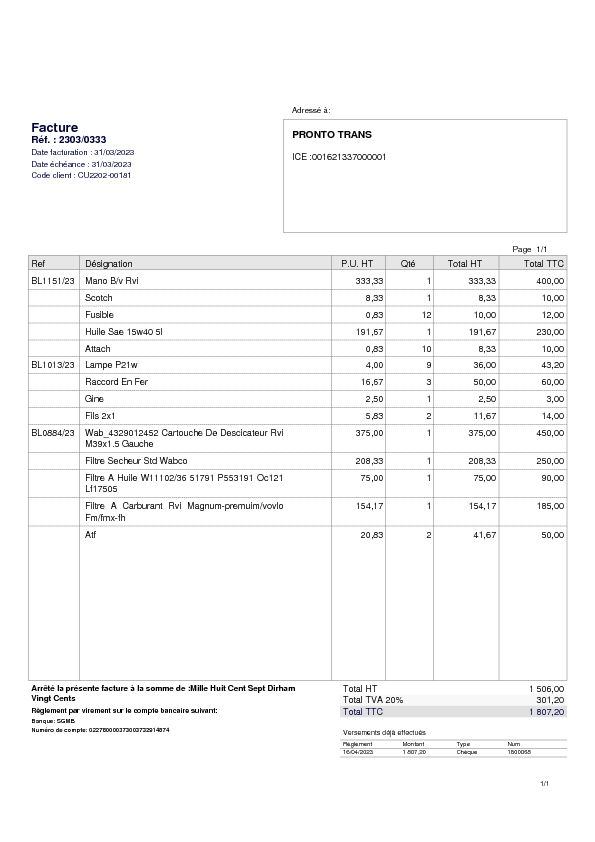 Adressé à:
Facture
Réf. : 2303/0333
Date facturation : 31/03/2023
Date échéance : 31/03/2023
Code client : CU2202-00181
PRONTO TRANS
ICE :001621337000001
Page 1/1
Ref Désignation P.U. HT Qté Total HT Total TTC
BL1151/23 Mano B/v Rvi 333,33 1 333,33 400,00
Scotch 8,33 1 8,33 10,00
Fusible 0,83 12 10,00 12,00
Huile Sae 15w40 5l 191,67 1 191,67 230,00
Attach 0,83 10 8,33 10,00
BL1013/23 Lampe P21w 4,00 9 36,00 43,20
Raccord En Fer 16,67 3 50,00 60,00
Gine 2,50 1 2,50 3,00
Fils 2x1 5,83 2 11,67 14,00
BL0884/23 Wab_4329012452 Cartouche De Descicateur Rvi 375,00 1 375,00 450,00
M39x1.5 Gauche
Filtre Secheur Std Wabco 208,33 1 208,33 250,00
Filtre A Huile W11102/36 51791 P553191 Oc121 75,00 1 75,00 90,00
Lf17505
Filtre A Carburant Rvi Magnum-premuim/vovlo 154,17 1 154,17 185,00
Fm/fmx-fh
Atf 20,83 2 41,67 50,00
Arrêté la présente facture à la somme de :Mille Huit Cent Sept Dirham
Vingt Cents
Règlement par virement sur le compte bancaire suivant:
Banque: SGMB
Total HT 1 506,00
Total TVA 20% 301,20
Total TTC 1 807,20
Versements déjà effectués
Règlement Montant Type Num
16/04/2023 1 807,20 Chèque 1800068
1/1